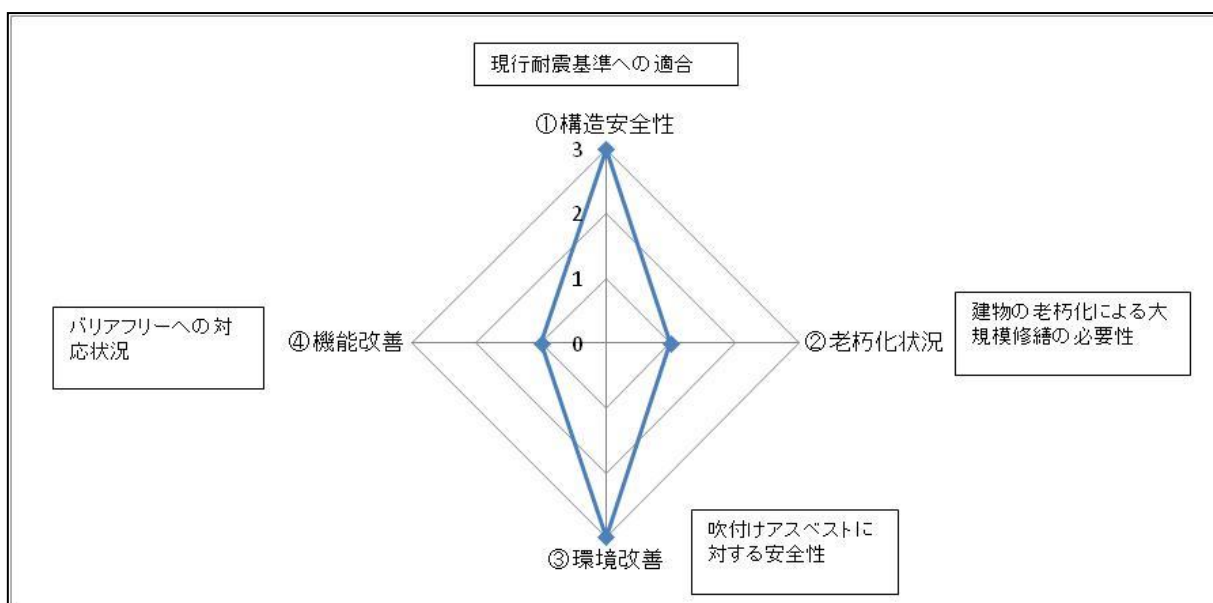 現行耐震基準への適合
①構造安全性
3
2
1
0
バリアフリーへの対
応状況
④機能改善
②老朽化状況
建物の老朽化による大
規模修繕の必要性
吹付けアスベストに
対する安全性
③環境改善